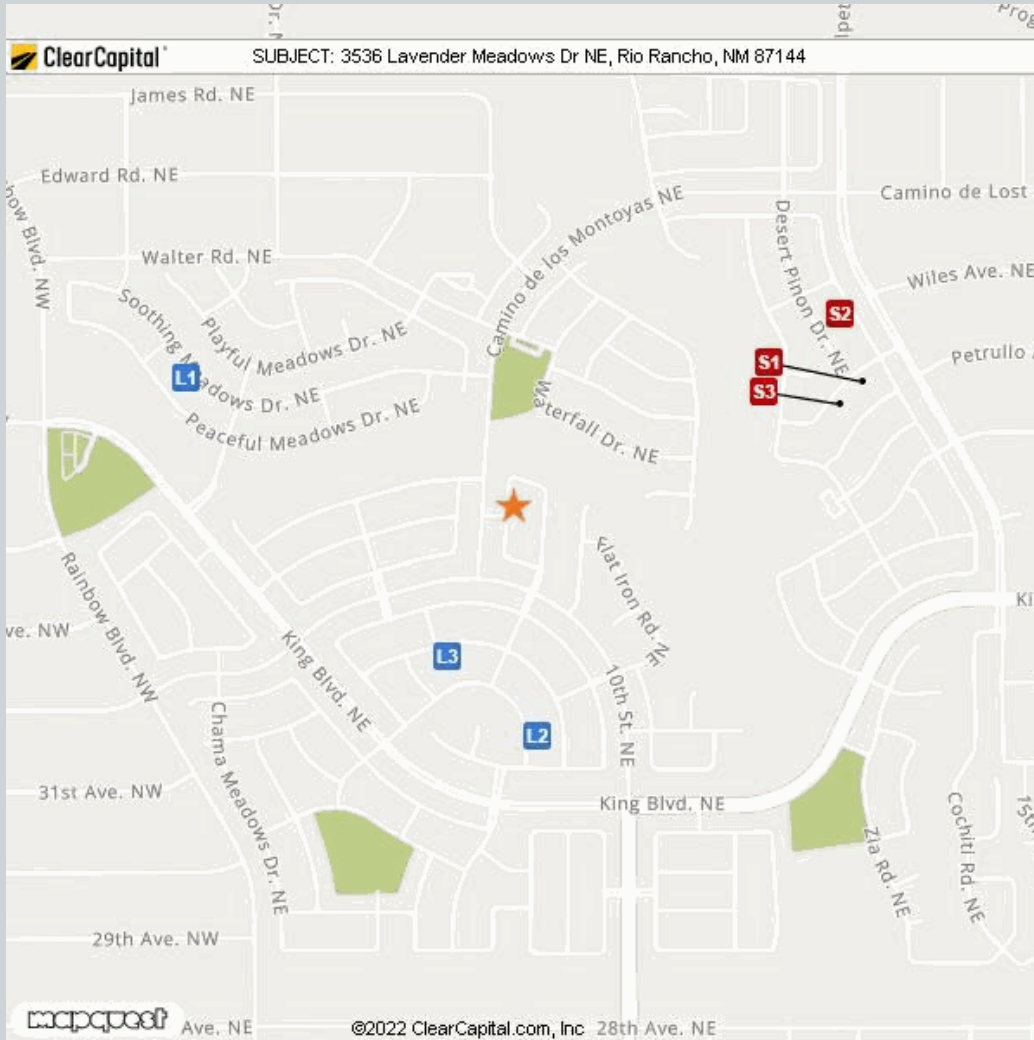 Dr. N
ClearCapital
SUBJECT: 3536 Lavender Meadows Dr NE, Rio Rancho, NM 87144
James Rd. NE
Edward Rd. NE
Camino de los Montoyas NE
Camino de Lost
Desert Pinon Dr. NE
Walter Rd. NE
Wiles Ave. NE
Soothing Meadows Dr. NE
Playful Meadows Dr. NE
S2
Petrullo
S1
L1
S3
Peaceful Meadows Dr. NE
Waterfall Dr. NE
Flat Iron Rd. NE
Rainbow Blvd. NW
ve. NW
King Blvd. NE
L3
10th St. NE
Chama Meadows Dr. NE
L2
31st Ave. NW
King Blvd. NE
Zia Rd. NE
Cochiti Rd. NE
29th Ave. NW
mapquest
Ave. NE
©2022 ClearCapital.com, Inc
28th Ave. NE